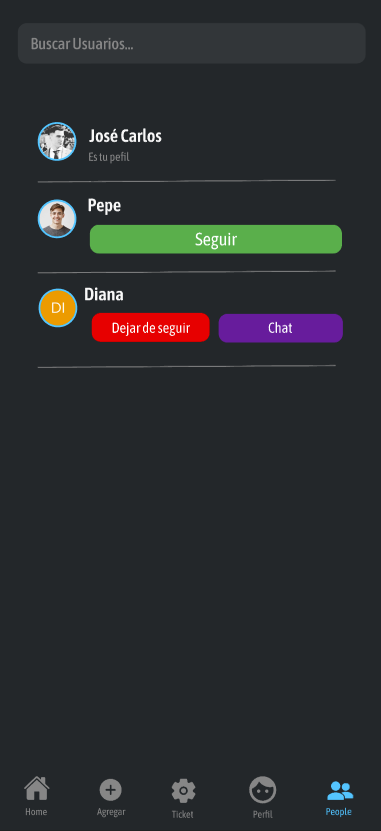 Buscar Usuarios...
José Carlos
Es tu pefil
Pepe
Seguir
Diana
DI
Dejar de seguir
Chat
Home
Agregar
Ticket
Perfil
People